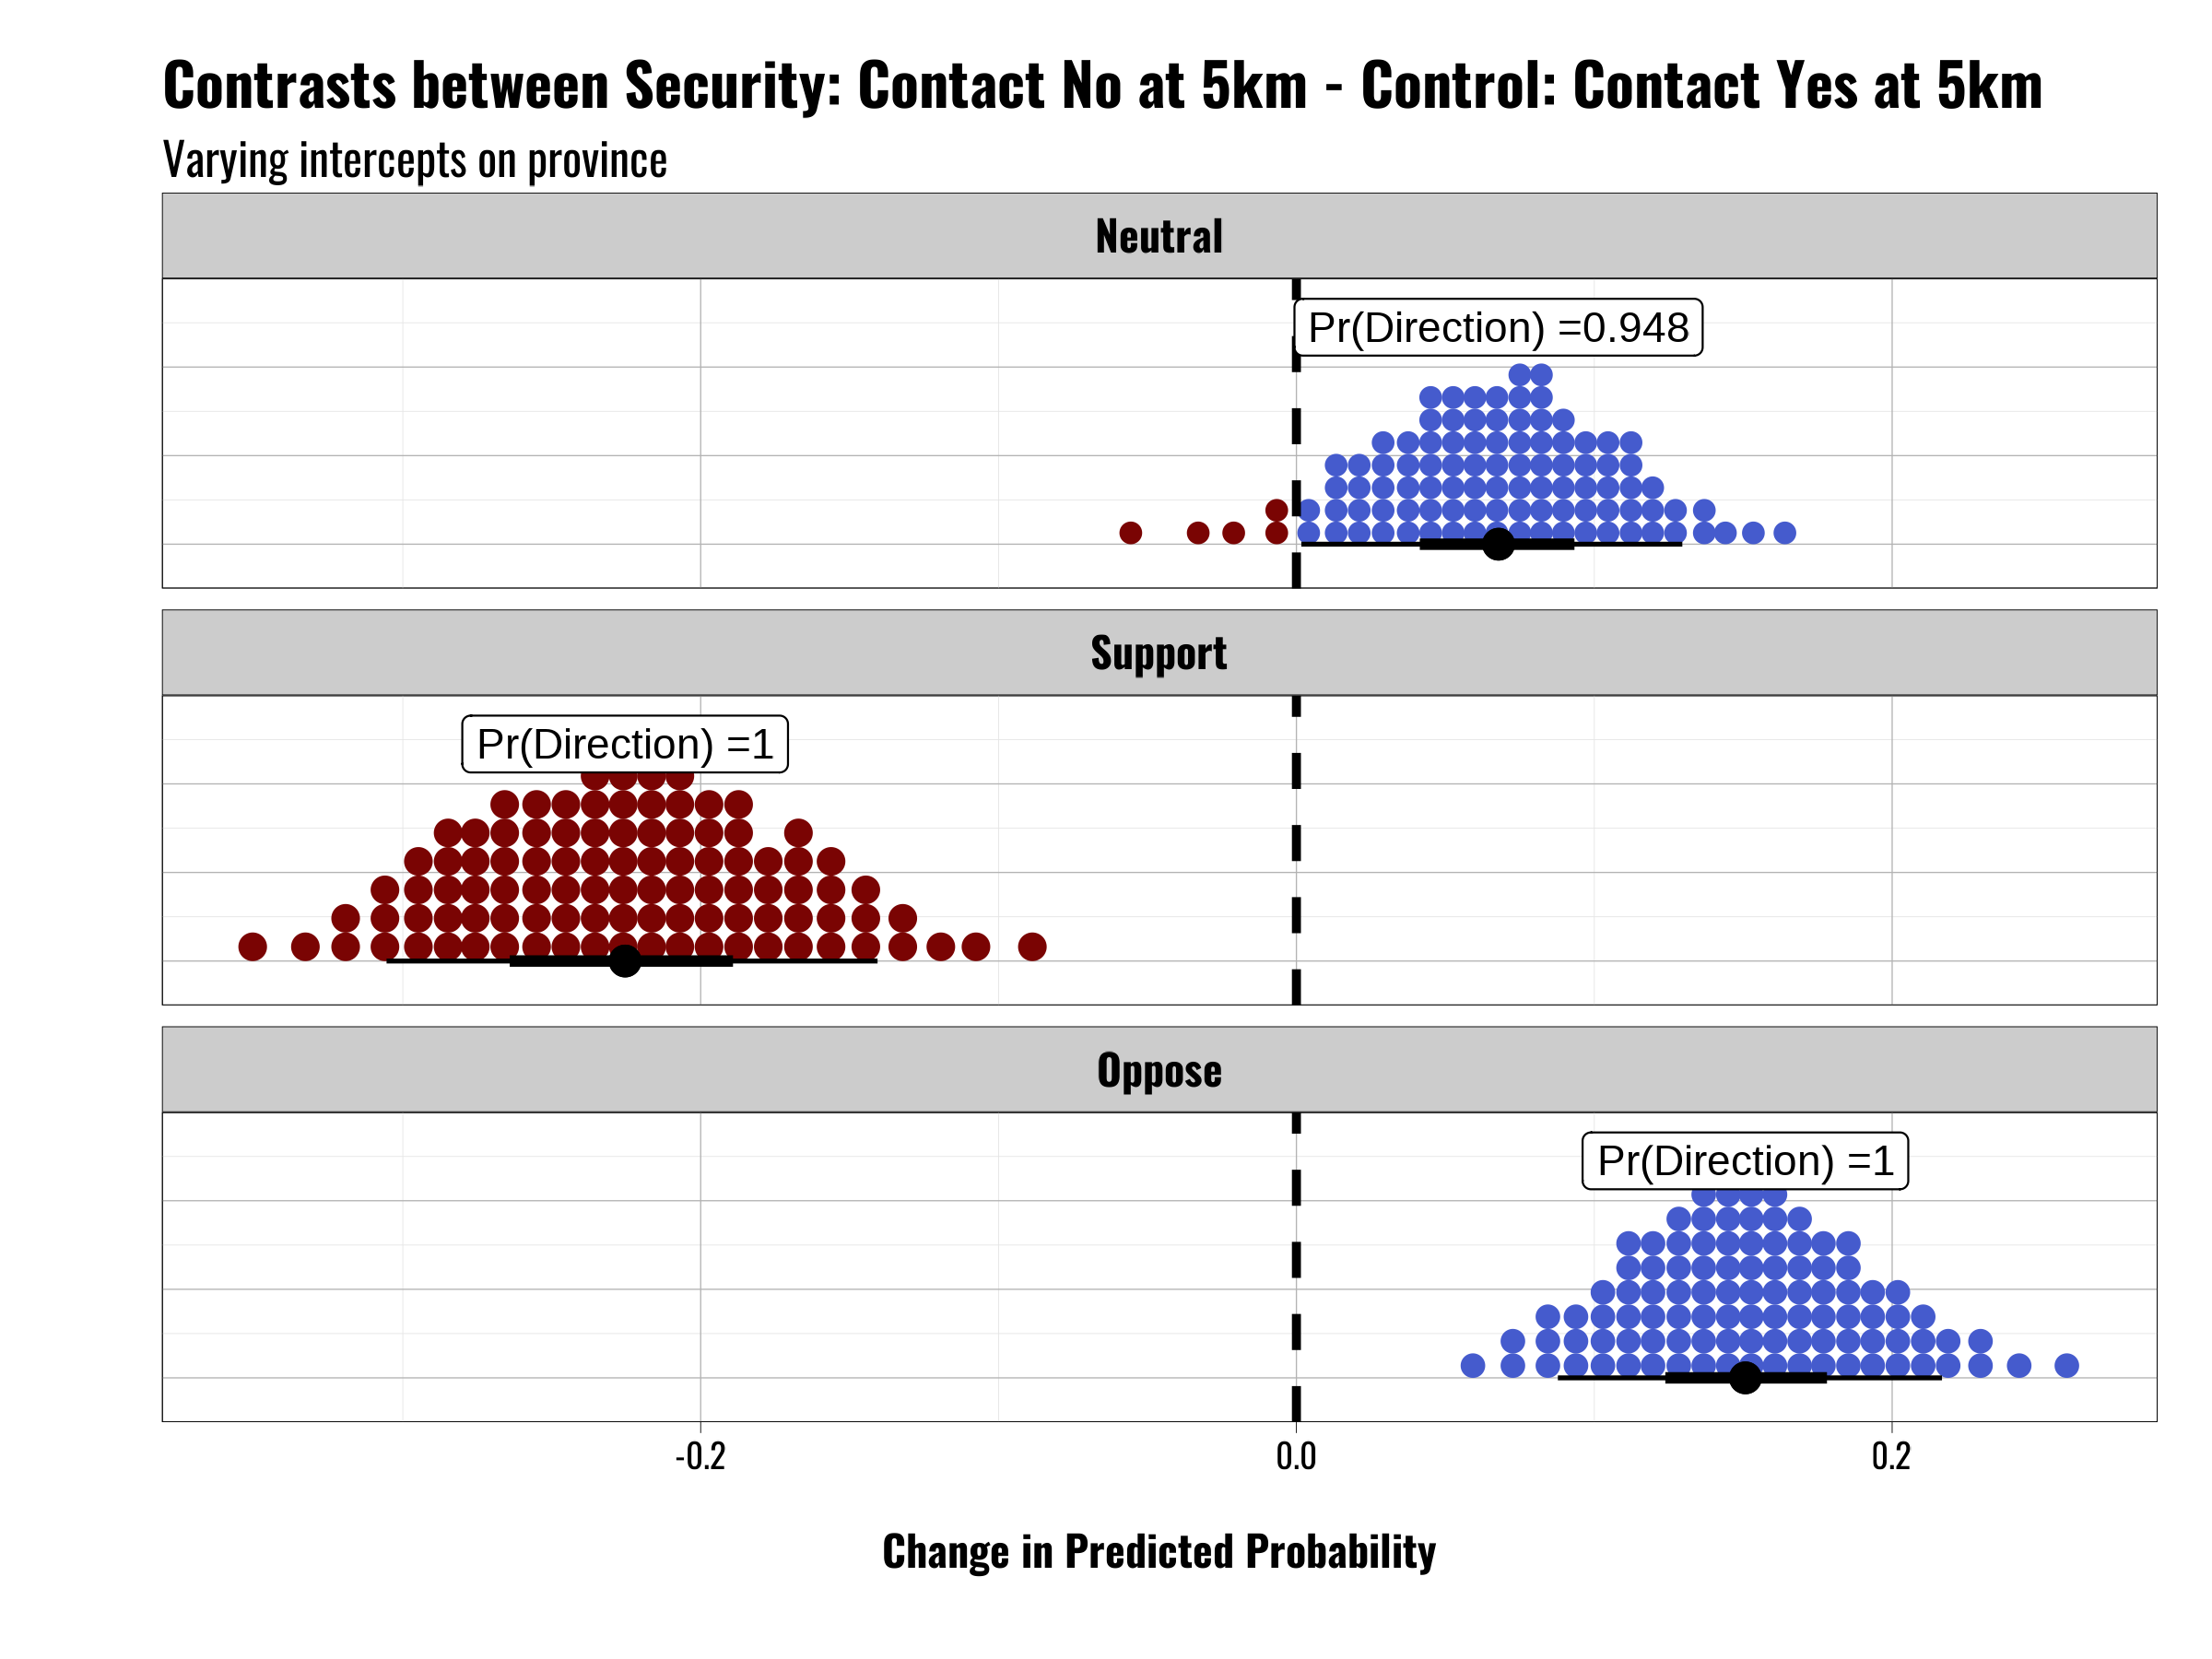 Contrasts between Security: Contact No at 5km - Control: Contact Yes at 5km
Varying intercepts on province
Neutral
Pr(Direction) =0.948
Support
Pr(Direction) =1
Oppose
Pr(Direction) =1
-0.2 0.0 0.2
Change in Predicted Probability